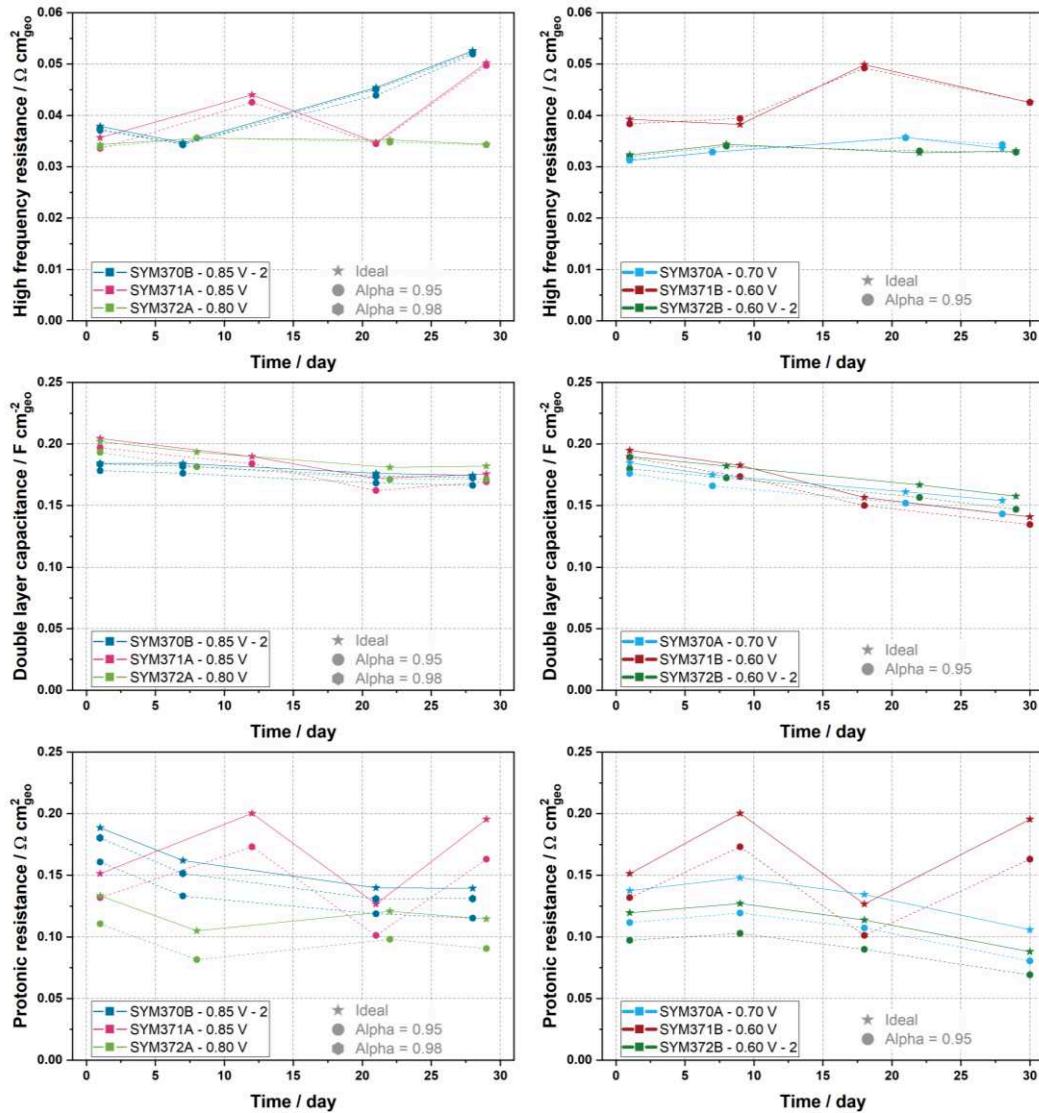 High frequency resistance / Ω cm²geo
0.06
0.05
0.04
0.03
0.02
0.01
0.00
SYM370B - 0.85 V - 2
SYM371A - 0.85 V
SYM372A - 0.80 V
Ideal
Alpha = 0.95
Alpha = 0.98
0 5 10 15 20 25 30
Time / day
High frequency resistance / Ω cm²geo
0.06
0.05
0.04
0.03
0.02
0.01
0.00
SYM370A - 0.70 V
SYM371B - 0.60 V
SYM372B - 0.60 V - 2
Ideal
Alpha = 0.95
0 5 10 15 20 25 30
Time / day
Double layer capacitance / F cm⁻²geo
0.25
0.20
0.15
0.10
0.05
0.00
SYM370B - 0.85 V - 2
SYM371A - 0.85 V
SYM372A - 0.80 V
Ideal
Alpha = 0.95
Alpha = 0.98
0 5 10 15 20 25 30
Time / day
Double layer capacitance / F cm⁻²geo
0.25
0.20
0.15
0.10
0.05
0.00
SYM370A - 0.70 V
SYM371B - 0.60 V
SYM372B - 0.60 V - 2
Ideal
Alpha = 0.95
0 5 10 15 20 25 30
Time / day
Protonic resistance / Ω cm²geo
0.25
0.20
0.15
0.10
0.05
0.00
SYM370B - 0.85 V - 2
SYM371A - 0.85 V
SYM372A - 0.80 V
Ideal
Alpha = 0.95
Alpha = 0.98
0 5 10 15 20 25 30
Time / day
Protonic resistance / Ω cm²geo
0.25
0.20
0.15
0.10
0.05
0.00
SYM370A - 0.70 V
SYM371B - 0.60 V
SYM372B - 0.60 V - 2
Ideal
Alpha = 0.95
0 5 10 15 20 25 30
Time / day